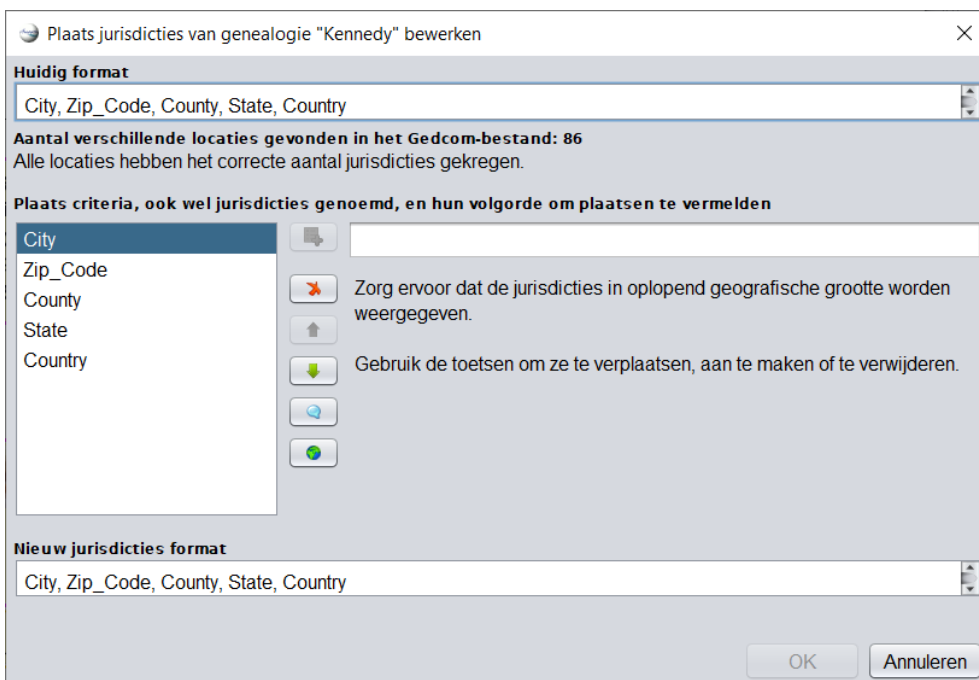 Plaats jurisdicties van genealogie "Kennedy" bewerken
Huidig format
City, Zip_Code, County, State, Country
Aantal verschillende locaties gevonden in het Gedcom-bestand: 86
Alle locaties hebben het correcte aantal jurisdicties gekregen.
Plaats criteria, ook wel jurisdicties genoemd, en hun volgorde om plaatsen te vermelden
City
Zip_Code
County
State
Country
Zorg ervoor dat de jurisdicties in oplopend geografische grootte worden
weergegeven.
Gebruik de toetsen om ze te verplaatsen, aan te maken of te verwijderen.
Nieuw jurisdicties format
City, Zip_Code, County, State, Country
OK
Annuleren